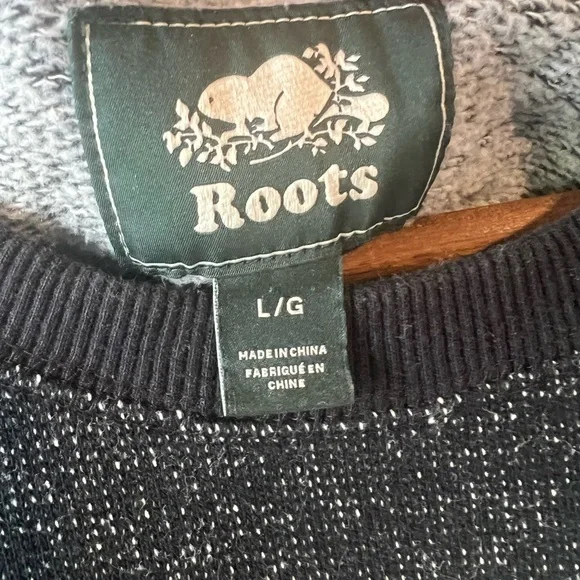 Roots
L/G
MADE IN CHINA
FABRIQUÉ EN
CHINE